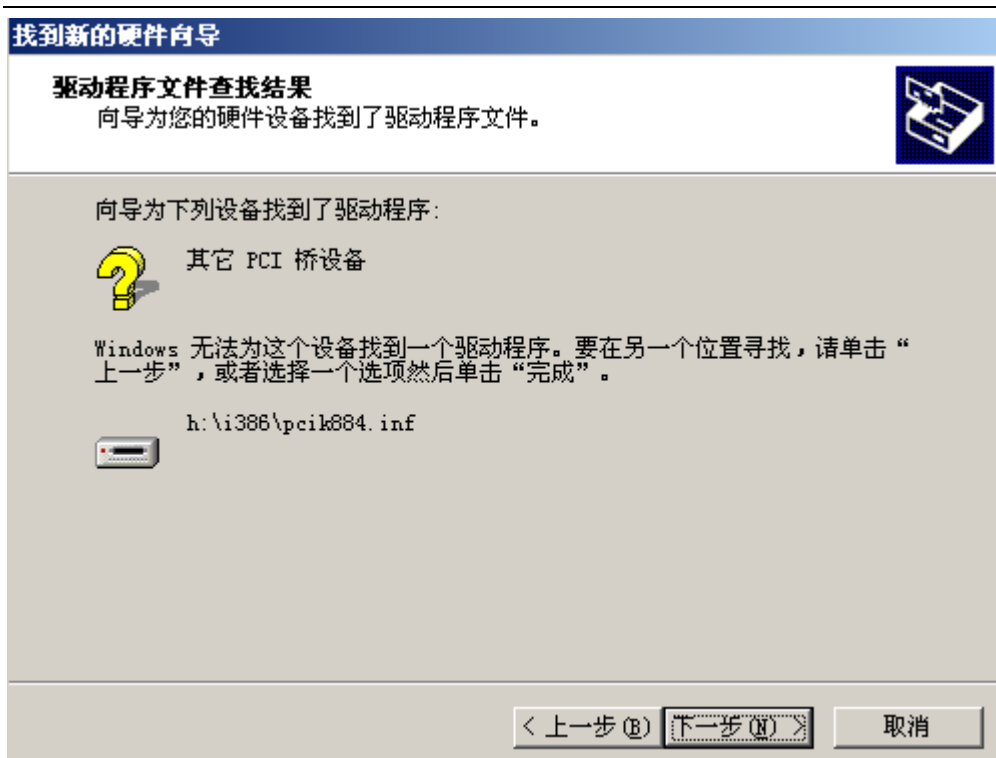 找到新的硬件向导
驱动程序文件查找结果
向导为您的硬件设备找到了驱动程序文件。
向导为下列设备找到了驱动程序:
其它 PCI 桥设备
Windows 无法为这个设备找到一个驱动程序。要在另一个位置寻找，请单击“
上一步”，或者选择一个选项然后单击“完成”。
h:\i386\pcik884.inf
< 上一步(B) 下一步(N) > 取消